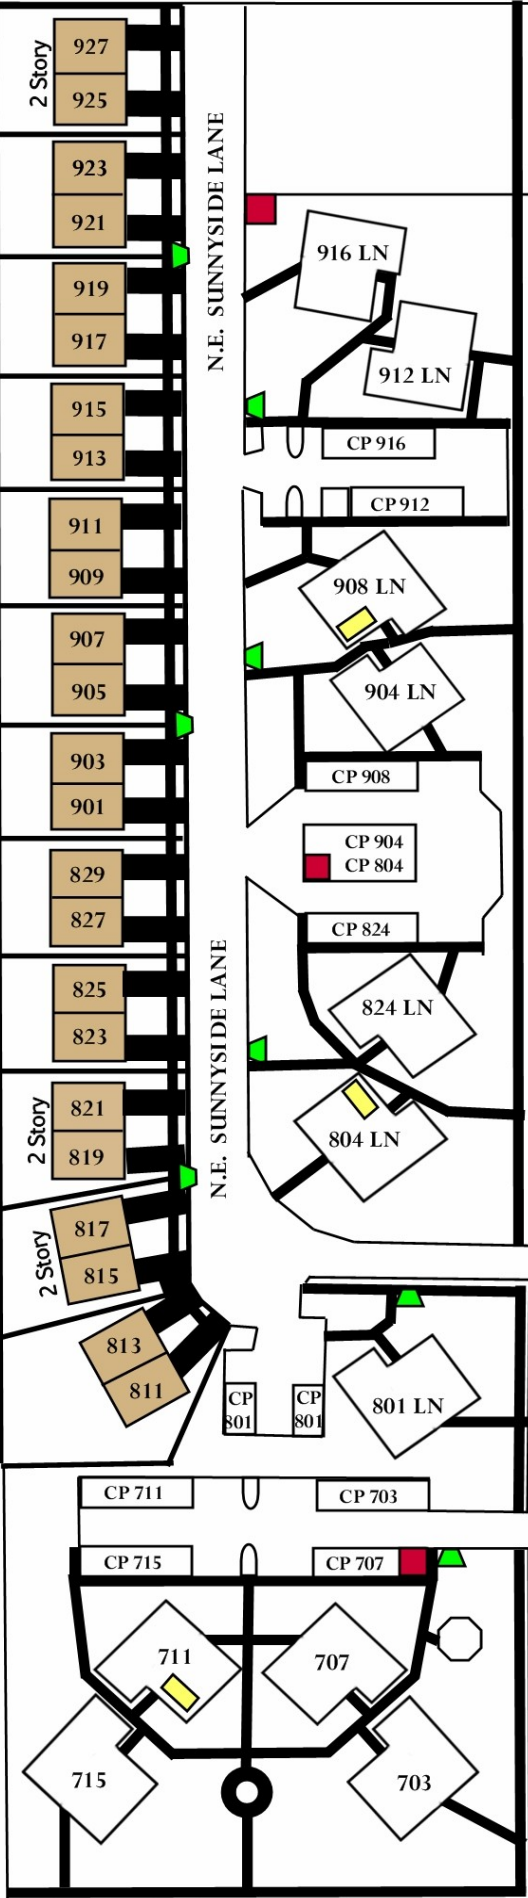 2 Story
927
925
923
921
919
917
915
913
911
909
907
905
903
901
829
827
825
823
2 Story
821
819
2 Story
817
815
813
811
N.E. SUNNYSIDE LANE
N.E. SUNNYSIDE LANE
916 LN
912 LN
CP 916
CP 912
908 LN
904 LN
CP 908
CP 904
CP 804
CP 824
824 LN
804 LN
801 LN
CP
801
CP
801
CP 711
CP 703
CP 715
CP 707
711
707
715
703